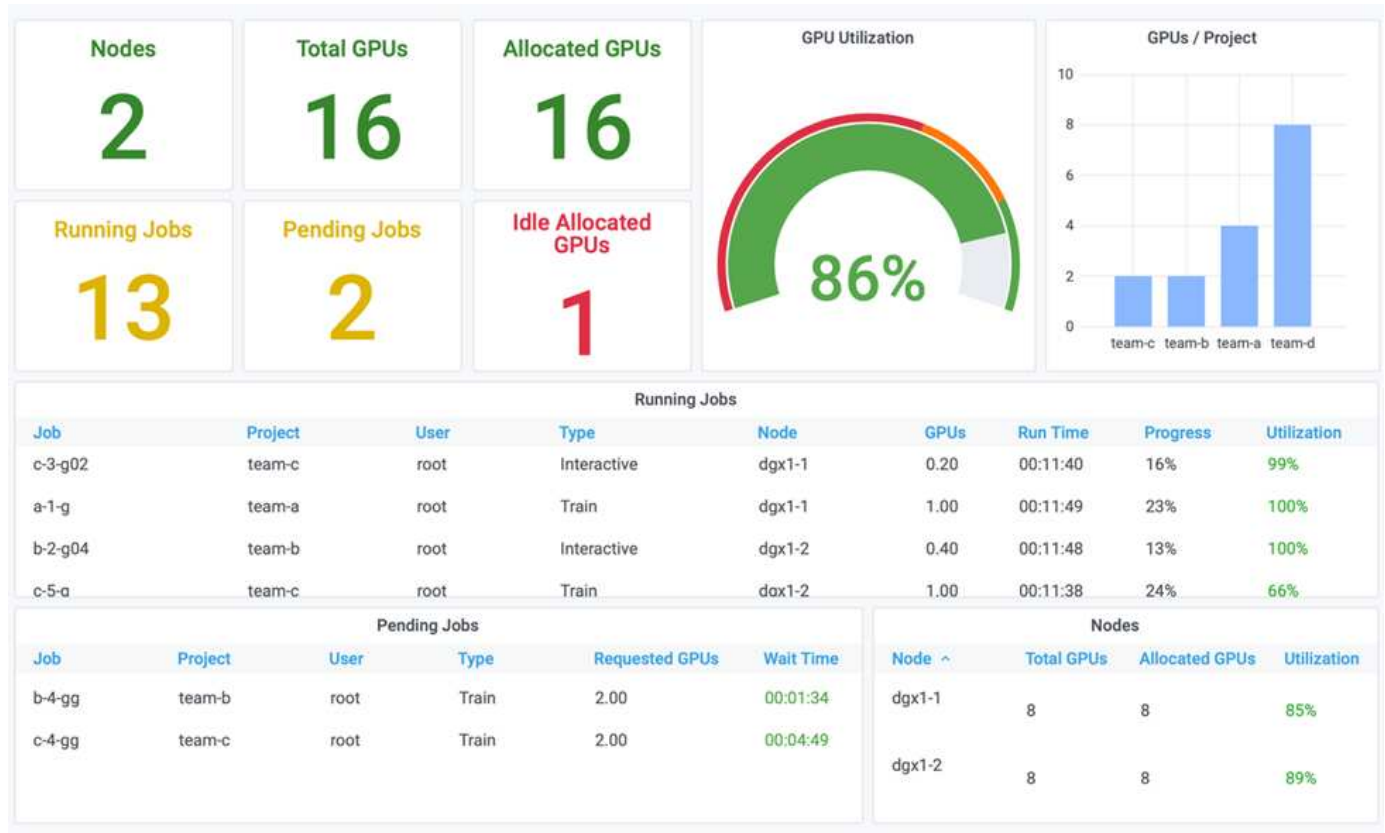 Nodes
2
Total GPUs
16
Allocated GPUs
16
Running Jobs
13
Pending Jobs
2
Idle Allocated
GPUs
1
GPU Utilization
86%
GPUs / Project
10
8
6
4
2
0
team-c team-b team-a team-d
Running Jobs
Job Project User Type Node GPUs Run Time Progress Utilization
c-3-g02 team-c root Interactive dgx1-1 0.20 00:11:40 16% 99%
a-1-g team-a root Train dgx1-1 1.00 00:11:49 23% 100%
b-2-g04 team-b root Interactive dgx1-2 0.40 00:11:48 13% 100%
c-5-g team-c root Train dgx1-2 1.00 00:11:38 24% 66%
Pending Jobs
Job Project User Type Requested GPUs Wait Time
b-4-gg team-b root Train 2.00 00:01:34
c-4-gg team-c root Train 2.00 00:04:49
Nodes
Node Total GPUs Allocated GPUs Utilization
dgx1-1 8 8 85%
dgx1-2 8 8 89%